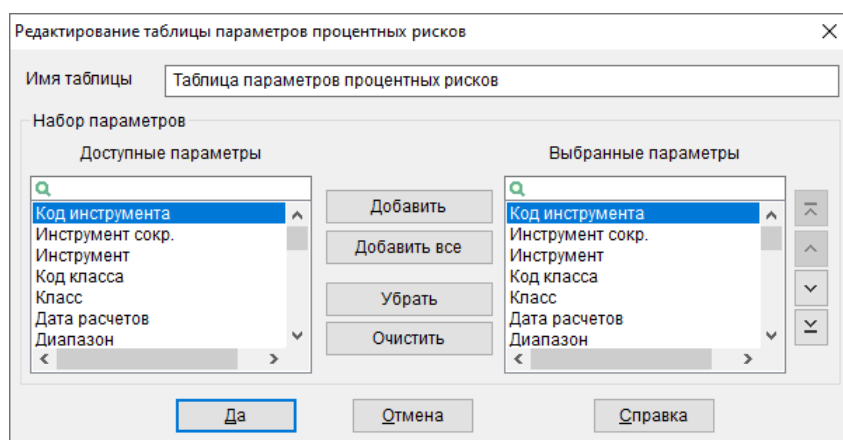 Редактирование таблицы параметров процентных рисков
Имя таблицы
Таблица параметров процентных рисков
Набор параметров
Доступные параметры
Код инструмента
Инструмент сокр.
Инструмент
Код класса
Класс
Дата расчетов
Диапазон
Добавить
Добавить все
Убрать
Очистить
Выбранные параметры
Код инструмента
Инструмент сокр.
Инструмент
Код класса
Класс
Дата расчетов
Диапазон
Да
Отмена
Справка